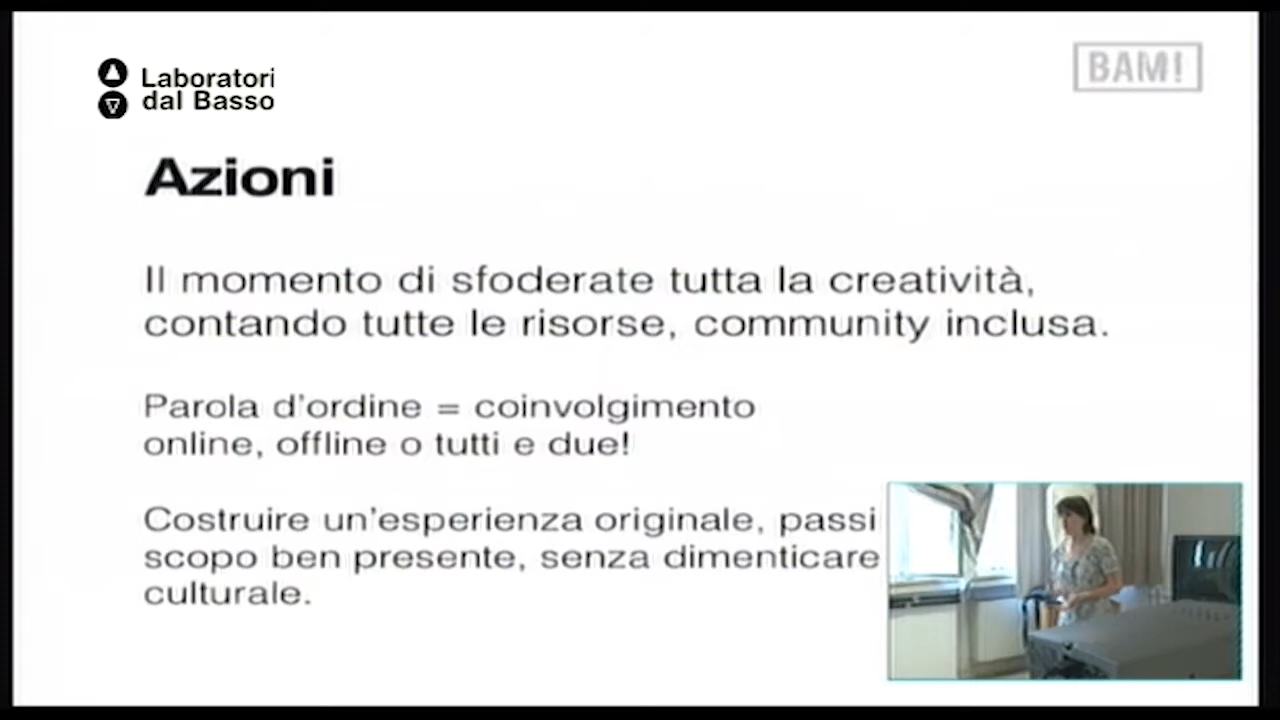 Laboratori
dal Basso
BAM!
Azioni
Il momento di sfoderate tutta la creatività,
contando tutte le risorse, community inclusa.
Parola d'ordine = coinvolgimento
online, offline o tutti e due!
Costruire un'esperienza originale, passi
scopo ben presente, senza dimenticare
culturale.